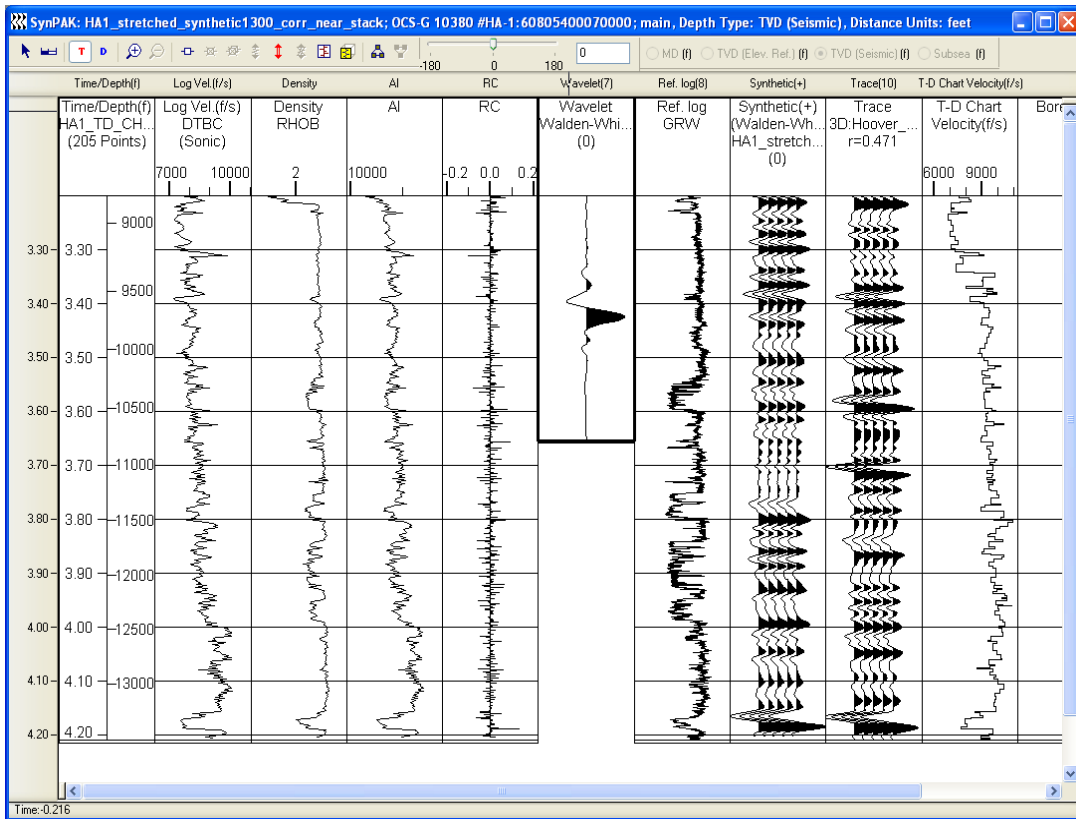 SynPAK: HA1_stretched_synthetic1300_corr_near_stack; OCS-G 10380 #HA-1:60805400070000; main, Depth Type: TVD (Seismic), Distance Units: feet
T D -180 0 180 0 MD (f) TVD (Elev. Ref.) (f) TVD (Seismic) (f) Subsea (f)
Time/Depth(f) Log Vel.(f/s) Density AI RC Wavelet(7) Ref. log(8) Synthetic(+) Trace(10) T-D Chart Velocity(f/s)
Time/Depth(f) Log Vel.(f/s) Density AI RC Wavelet Ref. log Synthetic(+) Trace T-D Chart Bore
HA1_TD_CH... DTBC RHOB Walden-Whi... GRW (Walden-Wh... 3D:Hoover_... Velocity(f/s)
(205 Points) (Sonic) (0) HA1_stretch... r=0.471
(0)
7000 10000 2 10000 -0.2 0.0 0.2 6000 9000
9000
3.30 3.30
9500
3.40 3.40
10000
3.50 3.50
10500
3.60 3.60
3.70 3.70 11000
3.80 3.80 11500
3.90 3.90 12000
4.00 4.00 12500
4.10 4.10 13000
4.20 4.20
Time:-0.216